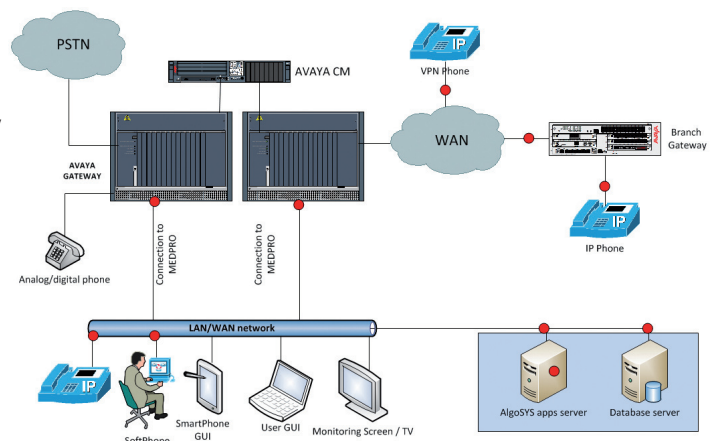 PSTN
AVAYA CM
IP
VPN Phone
WAN
AVAYA
Branch
Gateway
AVAYA
GATEWAY
IP
IP Phone
Analog/digital phone
Connection to
MEDPRO
Connection to
MEDPRO
LAN/WAN network
IP
SoftPhone
SmartPhone
GUI
User GUI
Monitoring Screen / TV
AlgoSYS apps server
Database server